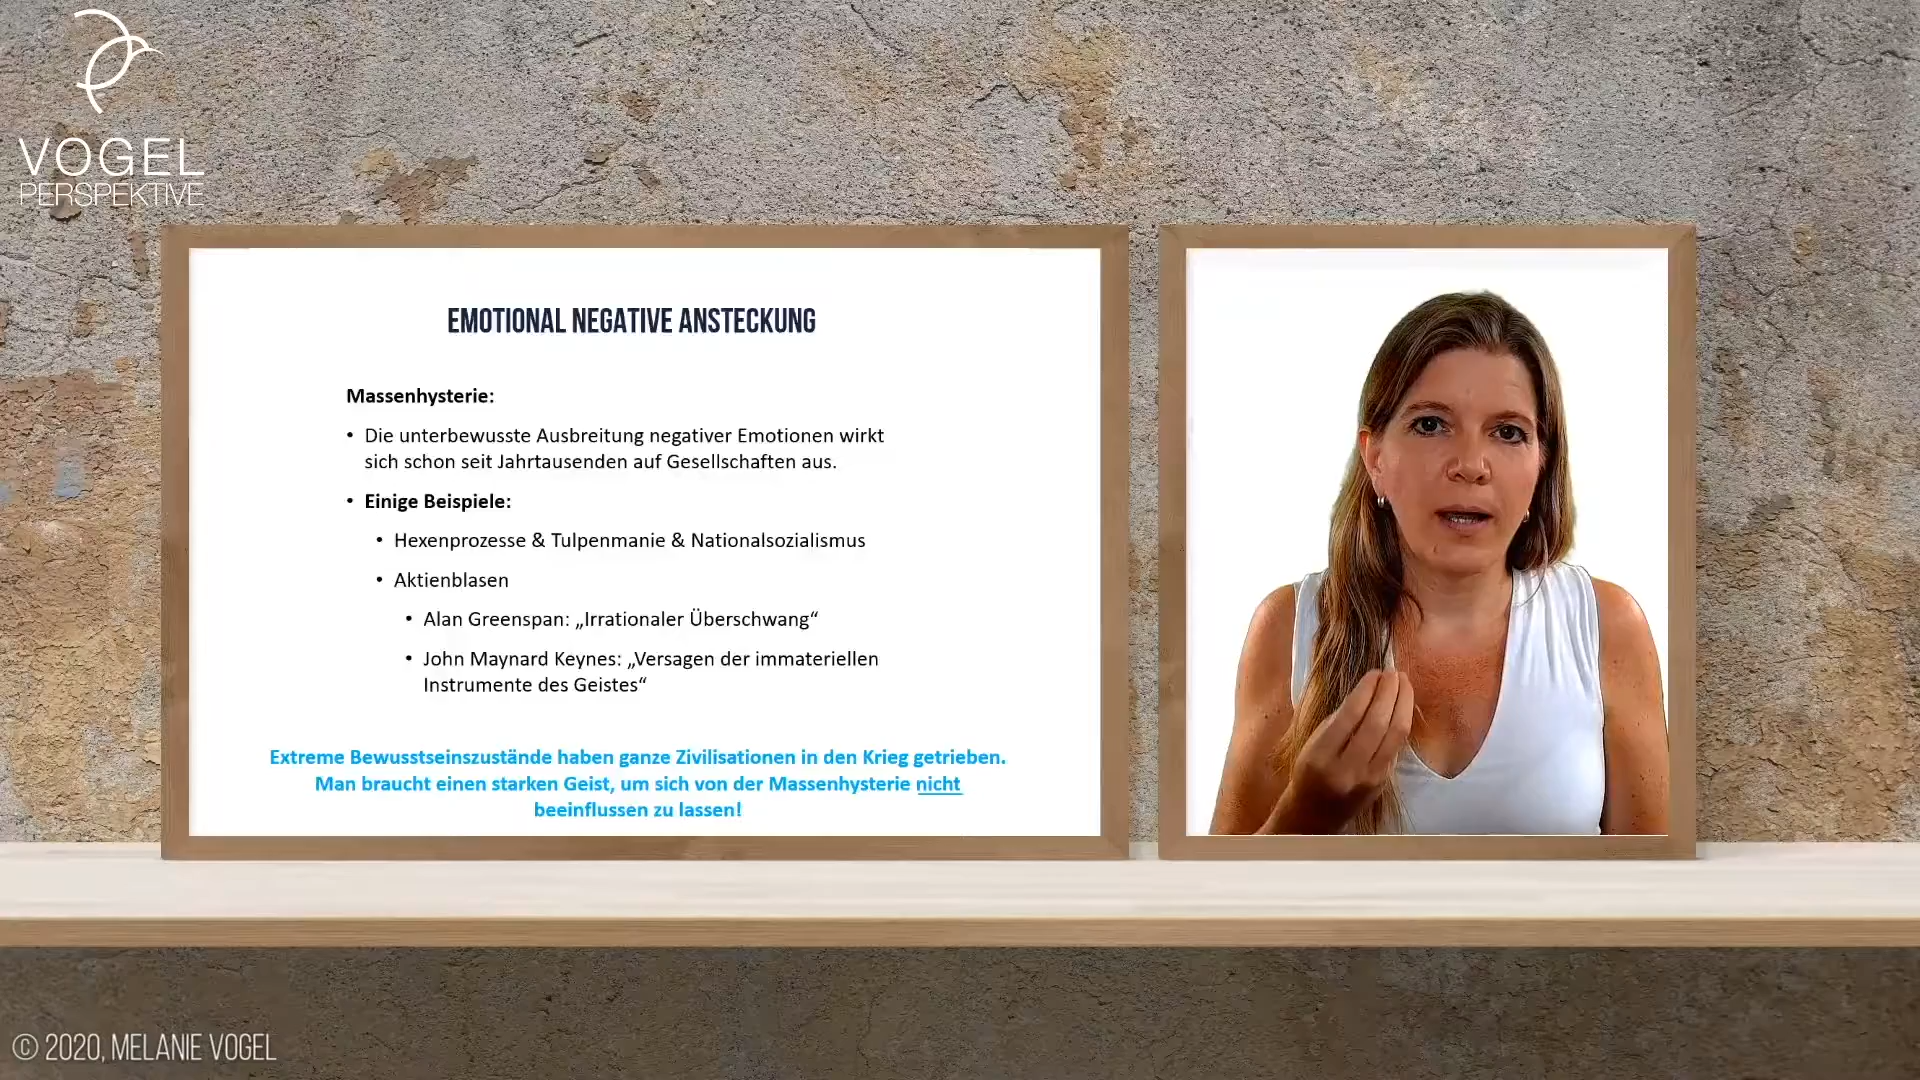 VOGEL
PERSPEKTIVE
EMOTIONAL NEGATIVE ANSTECKUNG
Massenhysterie:
• Die unterbewusste Ausbreitung negativer Emotionen wirkt
sich schon seit Jahrtausenden auf Gesellschaften aus.
• Einige Beispiele:
• Hexenprozesse & Tulpenmanie & Nationalsozialismus
• Aktienblasen
• Alan Greenspan: „Irrationaler Überschwang“
• John Maynard Keynes: „Versagen der immateriellen
Instrumente des Geistes“
Extreme Bewusstseinszustände haben ganze Zivilisationen in den Krieg getrieben.
Man braucht einen starken Geist, um sich von der Massenhysterie nicht
beeinflussen zu lassen!
© 2020, MELANIE VOGEL